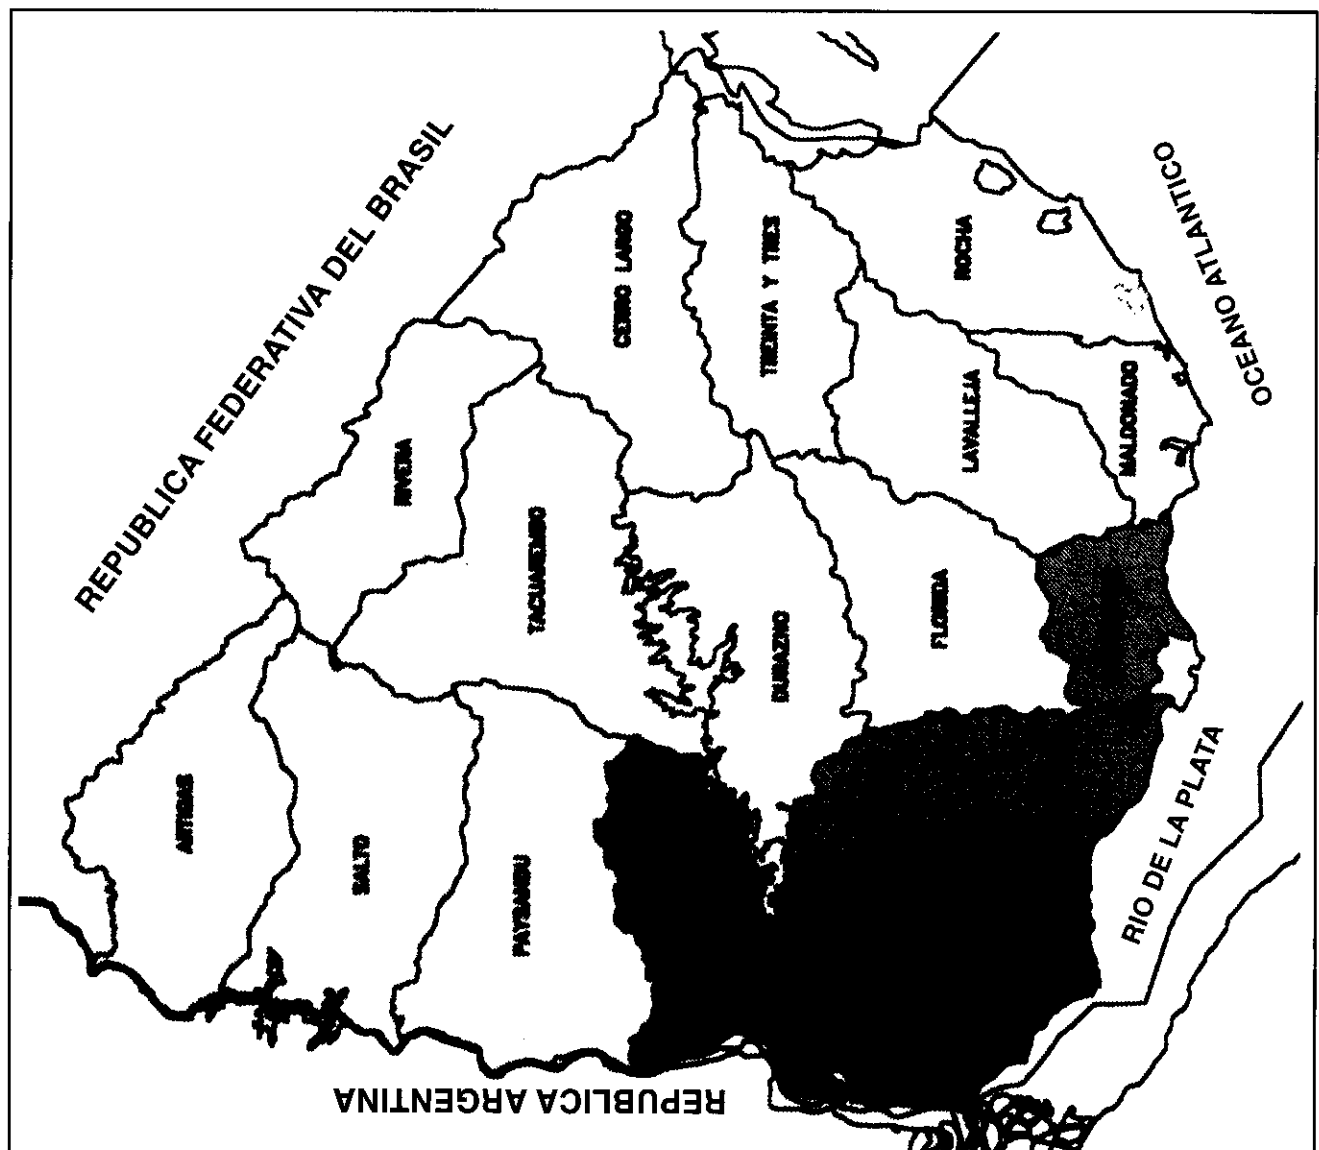 REPUBLICA FEDERATIVA DEL BRASIL
ARTIGAS
SALTO
RIVERA
PAYSANDU
TACUAREMBO
CERRO LARGO
TREINTA Y TRES
DURAZNO
FLORIDA
LAVALLEJA
ROCHA
MALDONADO
REPUBLICA ARGENTINA
RIO DE LA PLATA
OCEANO ATLANTICO